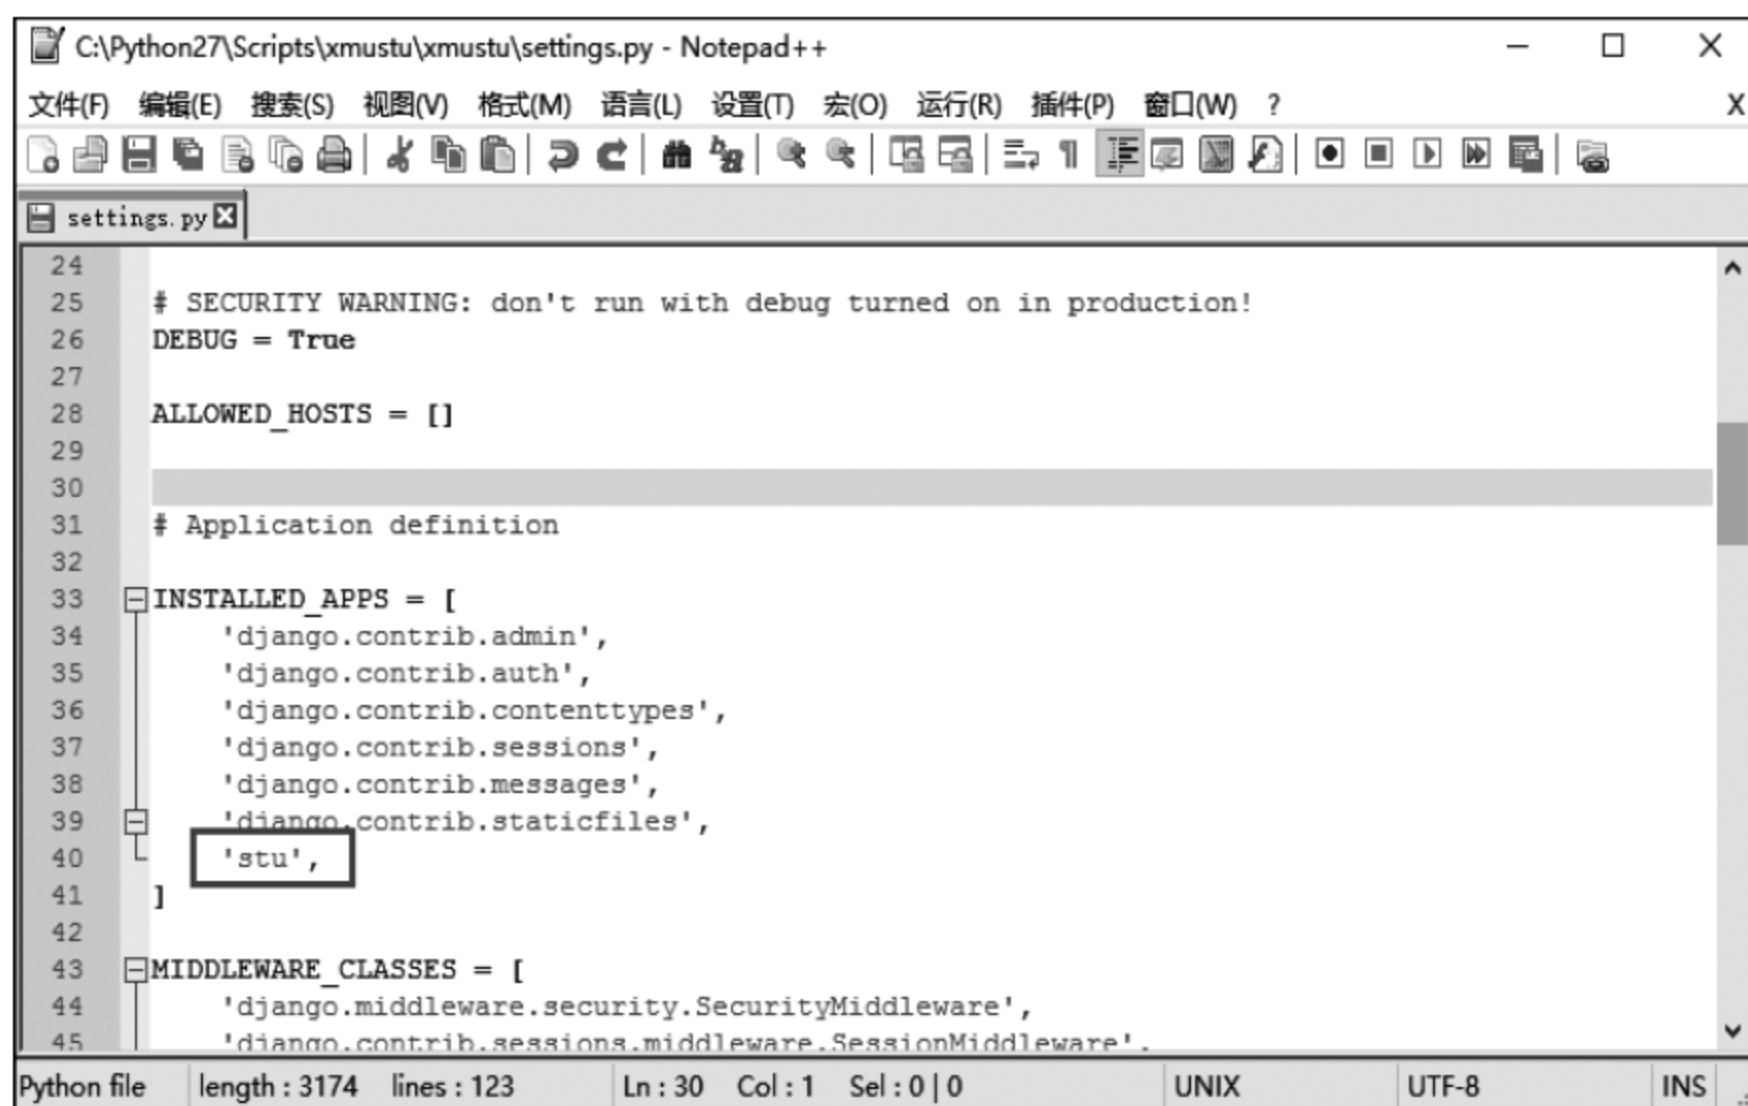 C:\Python27\Scripts\xmustu\xmustu\settings.py - Notepad++
文件(F) 编辑(E) 搜索(S) 视图(V) 格式(M) 语言(L) 设置(T) 宏(O) 运行(R) 插件(P) 窗口(W) ? X
settings.py
24
25 # SECURITY WARNING: don't run with debug turned on in production!
26 DEBUG = True
27
28 ALLOWED_HOSTS = []
29
30
31 # Application definition
32
33 INSTALLED_APPS = [
34 'django.contrib.admin',
35 'django.contrib.auth',
36 'django.contrib.contenttypes',
37 'django.contrib.sessions',
38 'django.contrib.messages',
39 'django.contrib.staticfiles',
40 'stu',
41 ]
42
43 MIDDLEWARE_CLASSES = [
44 'django.middleware.security.SecurityMiddleware',
45 'django.contrib.sessions.middleware.SessionMiddleware',
Python file length : 3174 lines : 123 Ln : 30 Col : 1 Sel : 0 | 0 UNIX UTF-8 INS